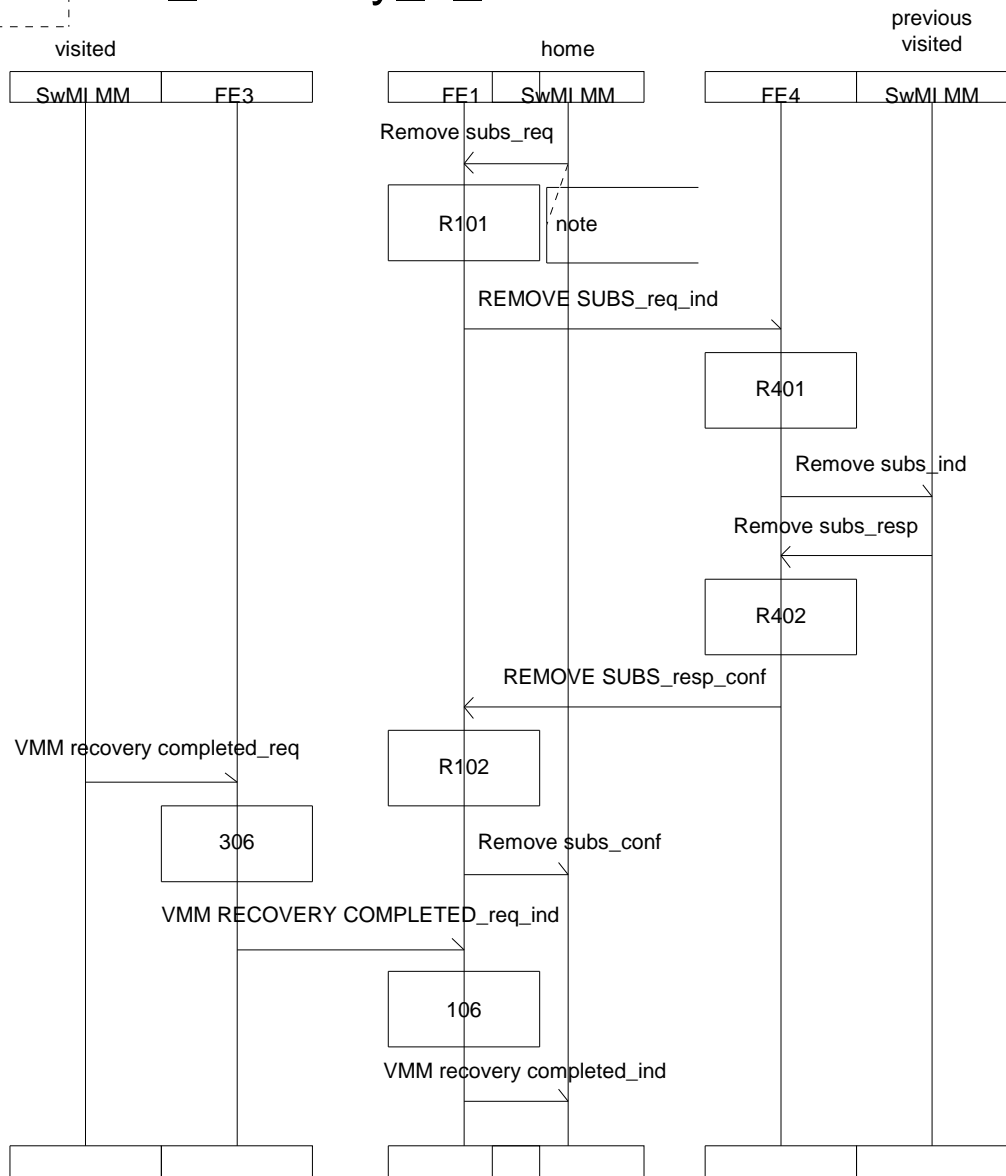 visited
home
previous
visited
SwMI MM
FE3
FE1
SwMI MM
FE4
SwMI MM
Remove subs_req
R101
note
REMOVE SUBS_req_ind
R401
Remove subs_ind
Remove subs_resp
R402
REMOVE SUBS_resp_conf
VMM recovery completed_req
R102
306
Remove subs_conf
VMM RECOVERY COMPLETED_req_ind
106
VMM recovery completed_ind